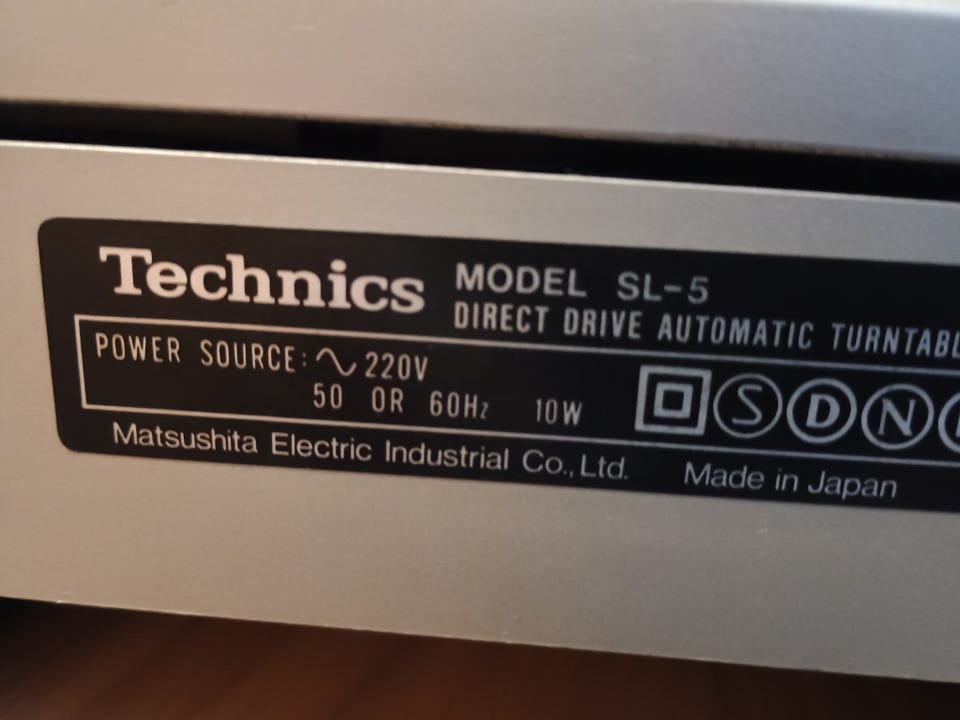 Technics MODEL SL-5
DIRECT DRIVE AUTOMATIC TURNTABL
POWER SOURCE: ∿ 220V
50 OR 60Hz 10W
S D N
Matsushita Electric Industrial Co., Ltd. Made in Japan